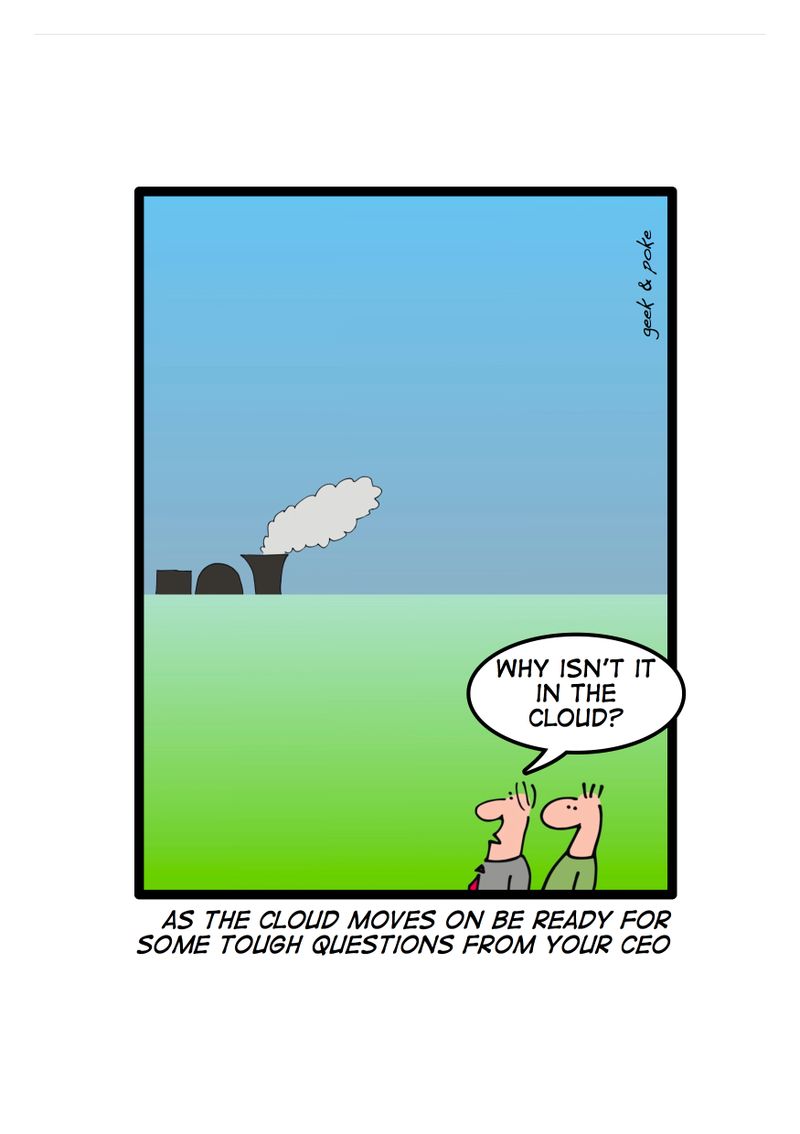 geek & poke
WHY ISN'T IT
IN THE
CLOUD?
AS THE CLOUD MOVES ON BE READY FOR
SOME TOUGH QUESTIONS FROM YOUR CEO